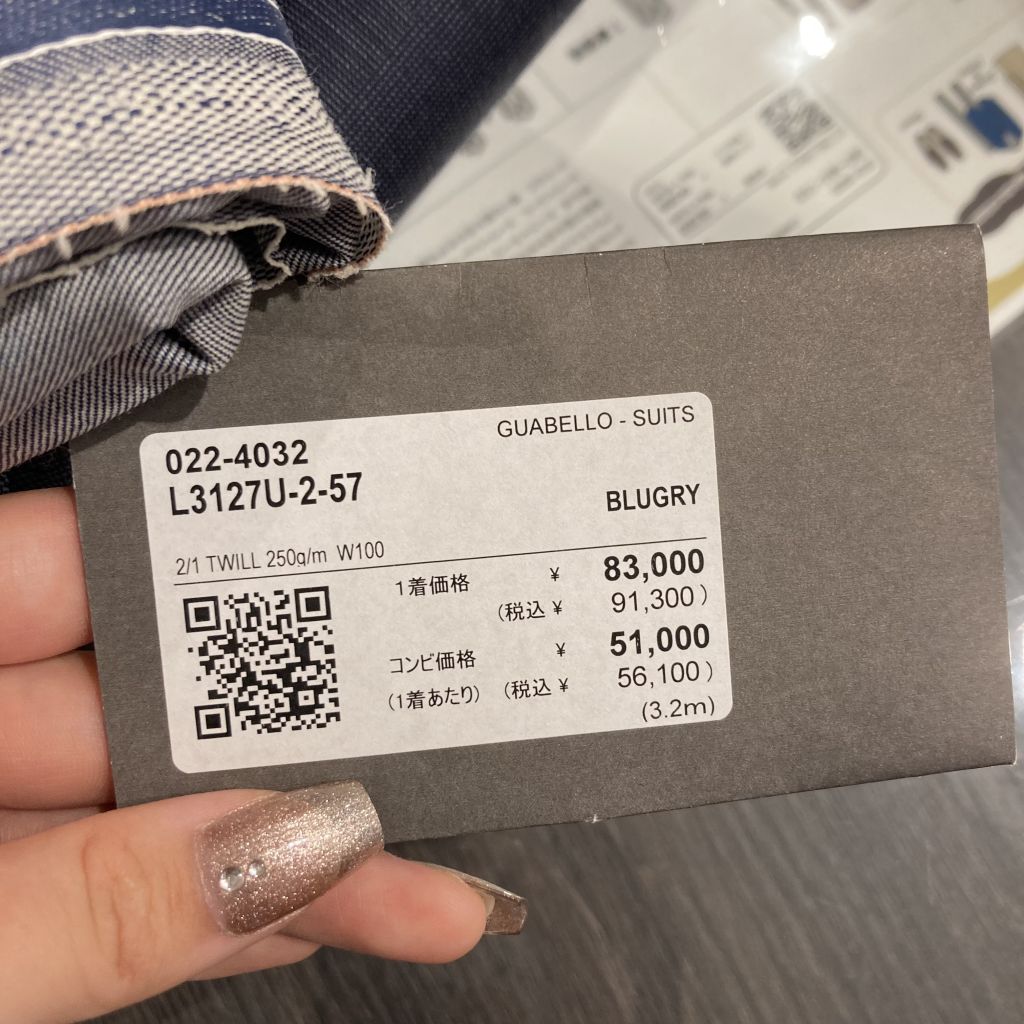 022-4032
GUABELLO - SUITS
L3127U-2-57
BLUGRY
2/1 TWILL 250g/m W100
1着価格 ¥ 83,000
(税込 ¥ 91,300)
コンビ価格 ¥ 51,000
(1着あたり) (税込 ¥ 56,100)
(3.2m)